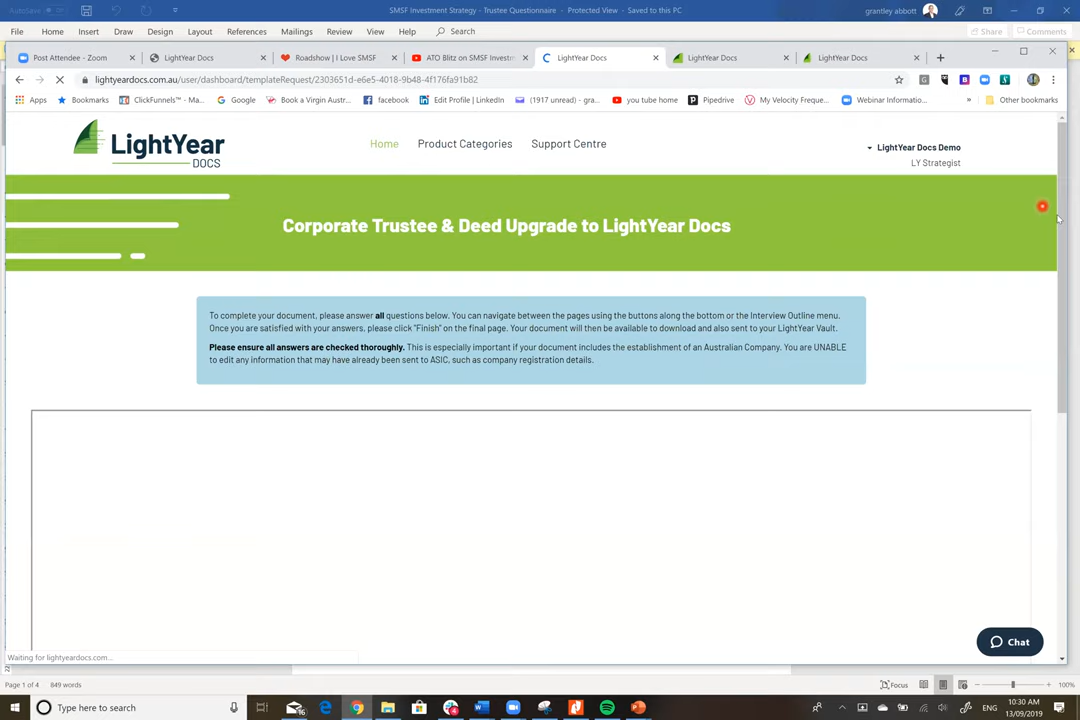 AutoSave
SMSF Investment Strategy - Trustee Questionnaire - Protected View - Saved to this PC
grantley abbott
File Home Insert Draw Design Layout References Mailings Review View Help Search
Share Comments
Post Attendee - Zoom
LightYear Docs
Roadshow | I Love SMSF
ATO Blitz on SMSF Investm
LightYear Docs
LightYear Docs
LightYear Docs
lightyeardocs.com.au/user/dashboard/templateRequest/2303651d-e6e5-4018-9b48-4f176fa91b82
Apps Bookmarks ClickFunnels™ - Ma... Google Book a Virgin Austr... facebook Edit Profile | LinkedIn (1917 unread) - gra... you tube home Pipedrive My Velocity Freque... Webinar Informatio... » Other bookmarks
LightYear
DOCS
Home Product Categories Support Centre
LightYear Docs Demo
LY Strategist
Corporate Trustee & Deed Upgrade to LightYear Docs
To complete your document, please answer all questions below. You can navigate between the pages using the buttons along the bottom or the Interview Outline menu.
Once you are satisfied with your answers, please click "Finish" on the final page. Your document will then be available to download and also sent to your LightYear Vault.
Please ensure all answers are checked thoroughly. This is especially important if your document includes the establishment of an Australian Company. You are UNABLE
to edit any information that may have already been sent to ASIC, such as company registration details.
Chat
Waiting for lightyeardocs.com...
Page 1 of 4 849 words
Focus
100%
Type here to search
ENG
10:30 AM
13/09/2019